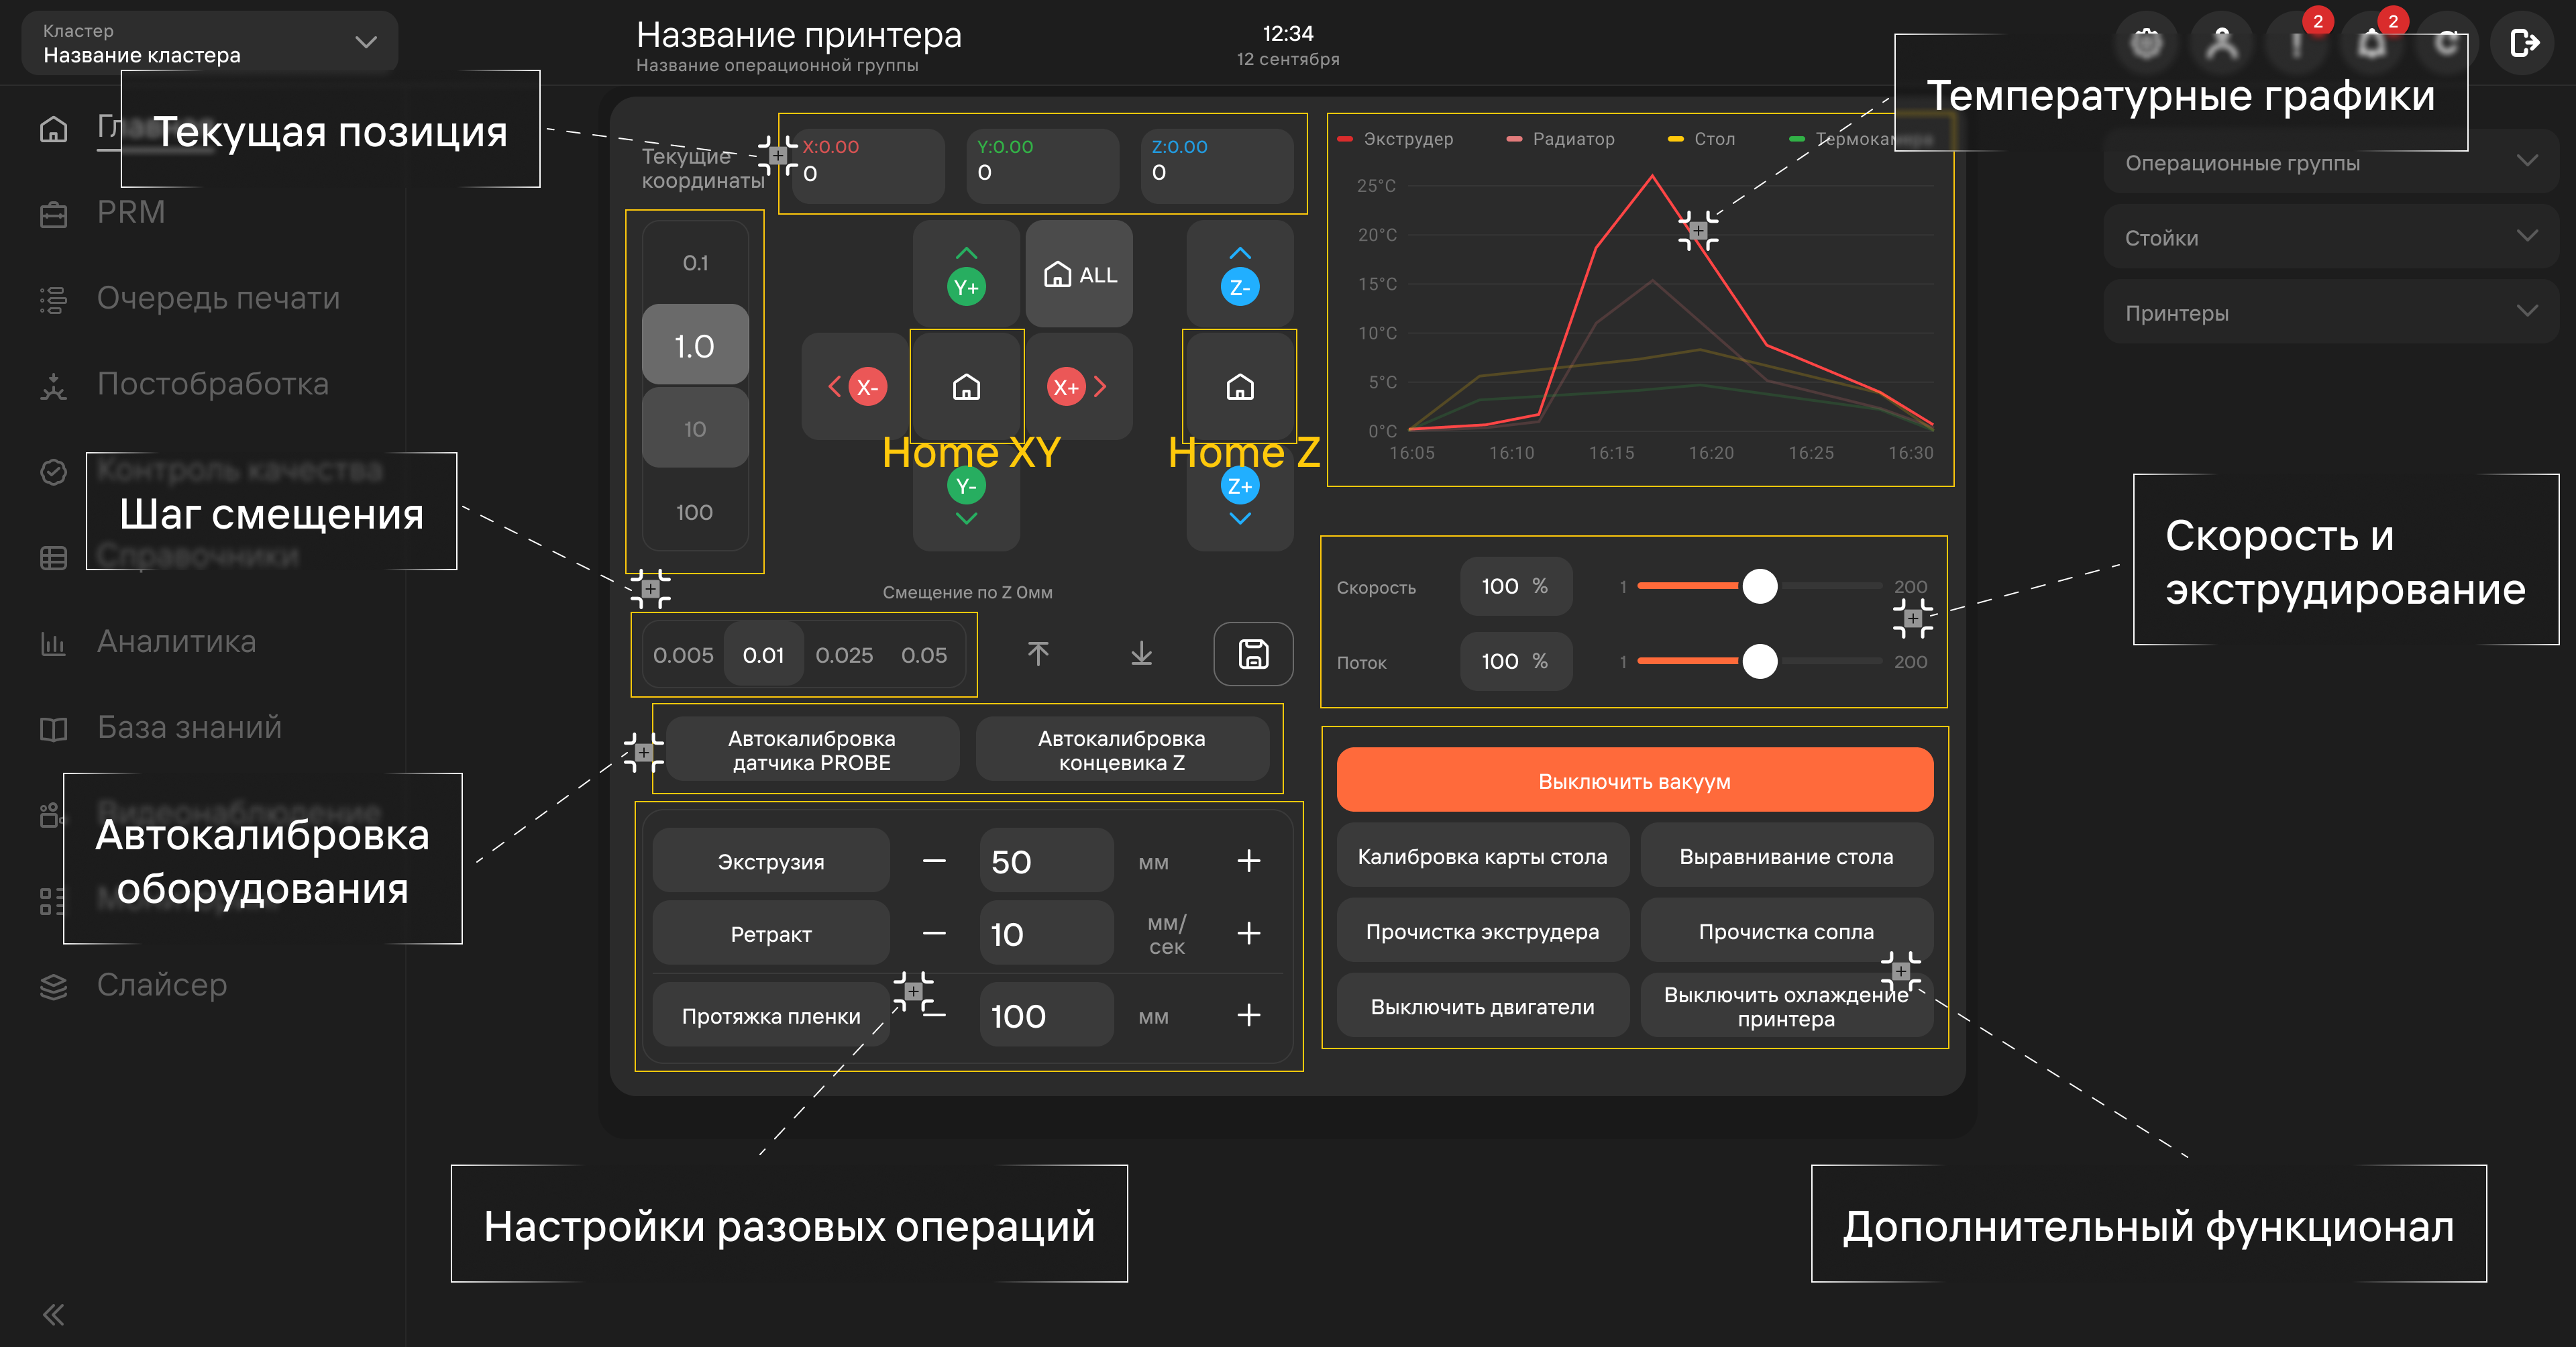 Кластер
Название кластера
Название принтера
Название операционной группы
12:34
12 сентября
2
2
Текущая позиция
Температурные графики
PRM
Очередь печати
Постобработка
Контроль качества
Шаг смещения
Справочники
Аналитика
База знаний
Видеонаблюдение
Автокалибровка
оборудования
Слайсер
Текущие
координаты
X:0.00
0
Y:0.00
0
Z:0.00
0
0.1
1.0
10
100
Y+
ALL
Z-
X-
X+
Home XY
Home Z
Y-
Z+
Смещение по Z 0мм
0.005
0.01
0.025
0.05
Автокалибровка
датчика PROBE
Автокалибровка
концевика Z
Экструзия
50
мм
Ретракт
10
мм/
сек
Протяжка пленки
100
мм
Настройки разовых операций
Экструдер
Радиатор
Стол
Термокамера
25°C
20°C
15°C
10°C
5°C
0°C
16:05
16:10
16:15
16:20
16:25
16:30
Скорость
100 %
1
200
Поток
100 %
1
200
Выключить вакуум
Калибровка карты стола
Выравнивание стола
Прочистка экструдера
Прочистка сопла
Выключить двигатели
Выключить охлаждение
принтера
Операционные группы
Стойки
Принтеры
Скорость и
экструдирование
Дополнительный функционал